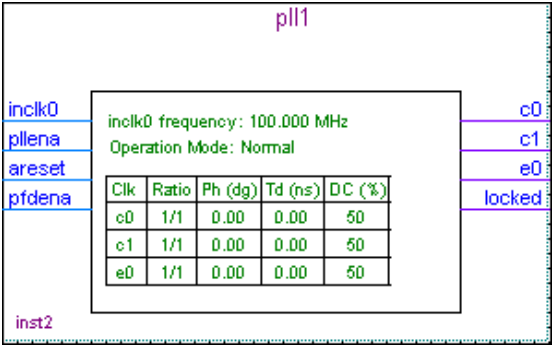 pll1
inclk0
pllena
areset
pfdena
inclk0 frequency: 100.000 MHz
Operation Mode: Normal
Clk Ratio Ph (dg) Td (ns) DC (%)
c0 1/1 0.00 0.00 50
c1 1/1 0.00 0.00 50
e0 1/1 0.00 0.00 50
c0
c1
e0
locked
inst2